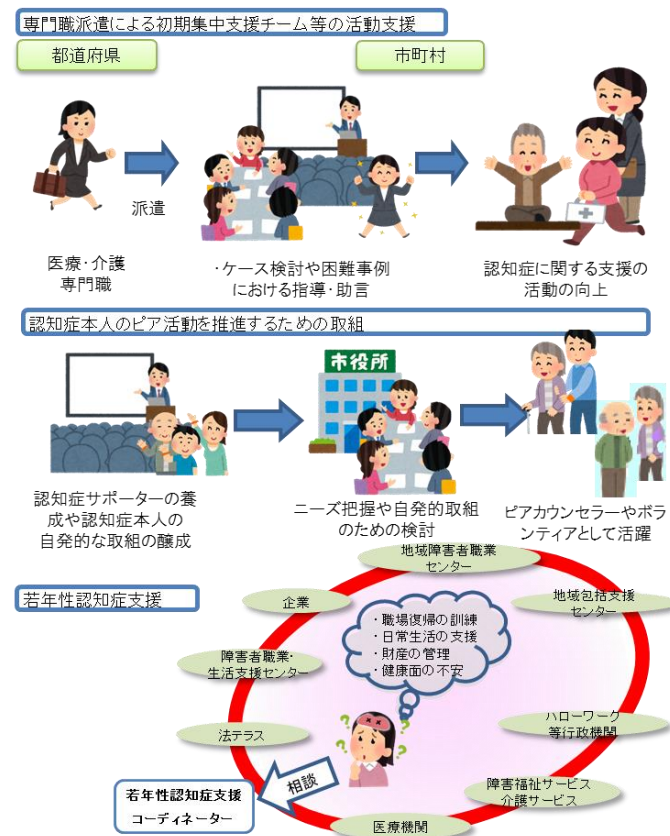 専門職派遣による初期集中支援チーム等の活動支援
都道府県
市町村
派遣
医療・介護
専門職
・ケース検討や困難事例
における指導・助言
認知症に関する支援の
活動の向上
認知症本人のピア活動を推進するための取組
市役所
認知症サポーターの養
成や認知症本人の
自発的な取組の醸成
ニーズ把握や自発的取組
のための検討
ピアカウンセラーやボラ
ンティアとして活躍
若年性認知症支援
地域障害者職業
センター
企業
地域包括支援
センター
・職場復帰の訓練
・日常生活の支援
・財産の管理
・健康面の不安
障害者職業・
生活支援センター
法テラス
ハローワーク
等行政機関
相談
障害福祉サービス
介護サービス
若年性認知症支援
コーディネーター
医療機関